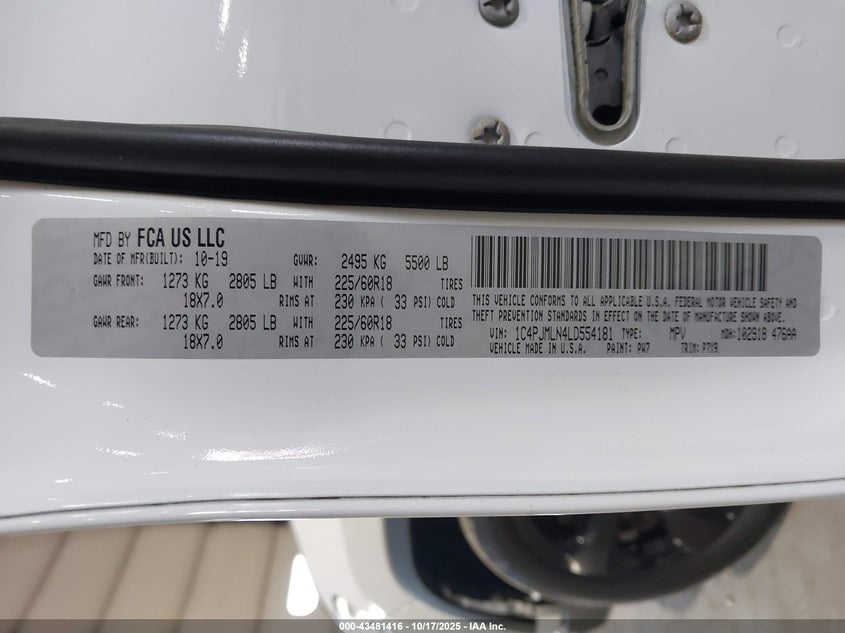 MFD BY FCA US LLC
DATE OF MFR(BUILT): 10-19 GVWR: 2495 KG 5500 LB
GAWR FRONT: 1273 KG 2805 LB WITH 225/60R18 TIRES
18X7.0 RIMS AT 230 KPA ( 33 PSI) COLD
GAWR REAR: 1273 KG 2805 LB WITH 225/60R18 TIRES
18X7.0 RIMS AT 230 KPA ( 33 PSI) COLD
THIS VEHICLE CONFORMS TO ALL APPLICABLE U.S.A. FEDERAL MOTOR VEHICLE SAFETY AND
THEFT PREVENTION STANDARDS IN EFFECT ON THE DATE OF MANUFACTURE SHOWN ABOVE.
VIN: 1C4PJMLN4LD554181 TYPE: MPV MDH: 102918 476AA
VEHICLE MADE IN U.S.A. PAINT: PW7 TRIM: P7X9
000-43481416 - 10/17/2025 - IAA Inc.